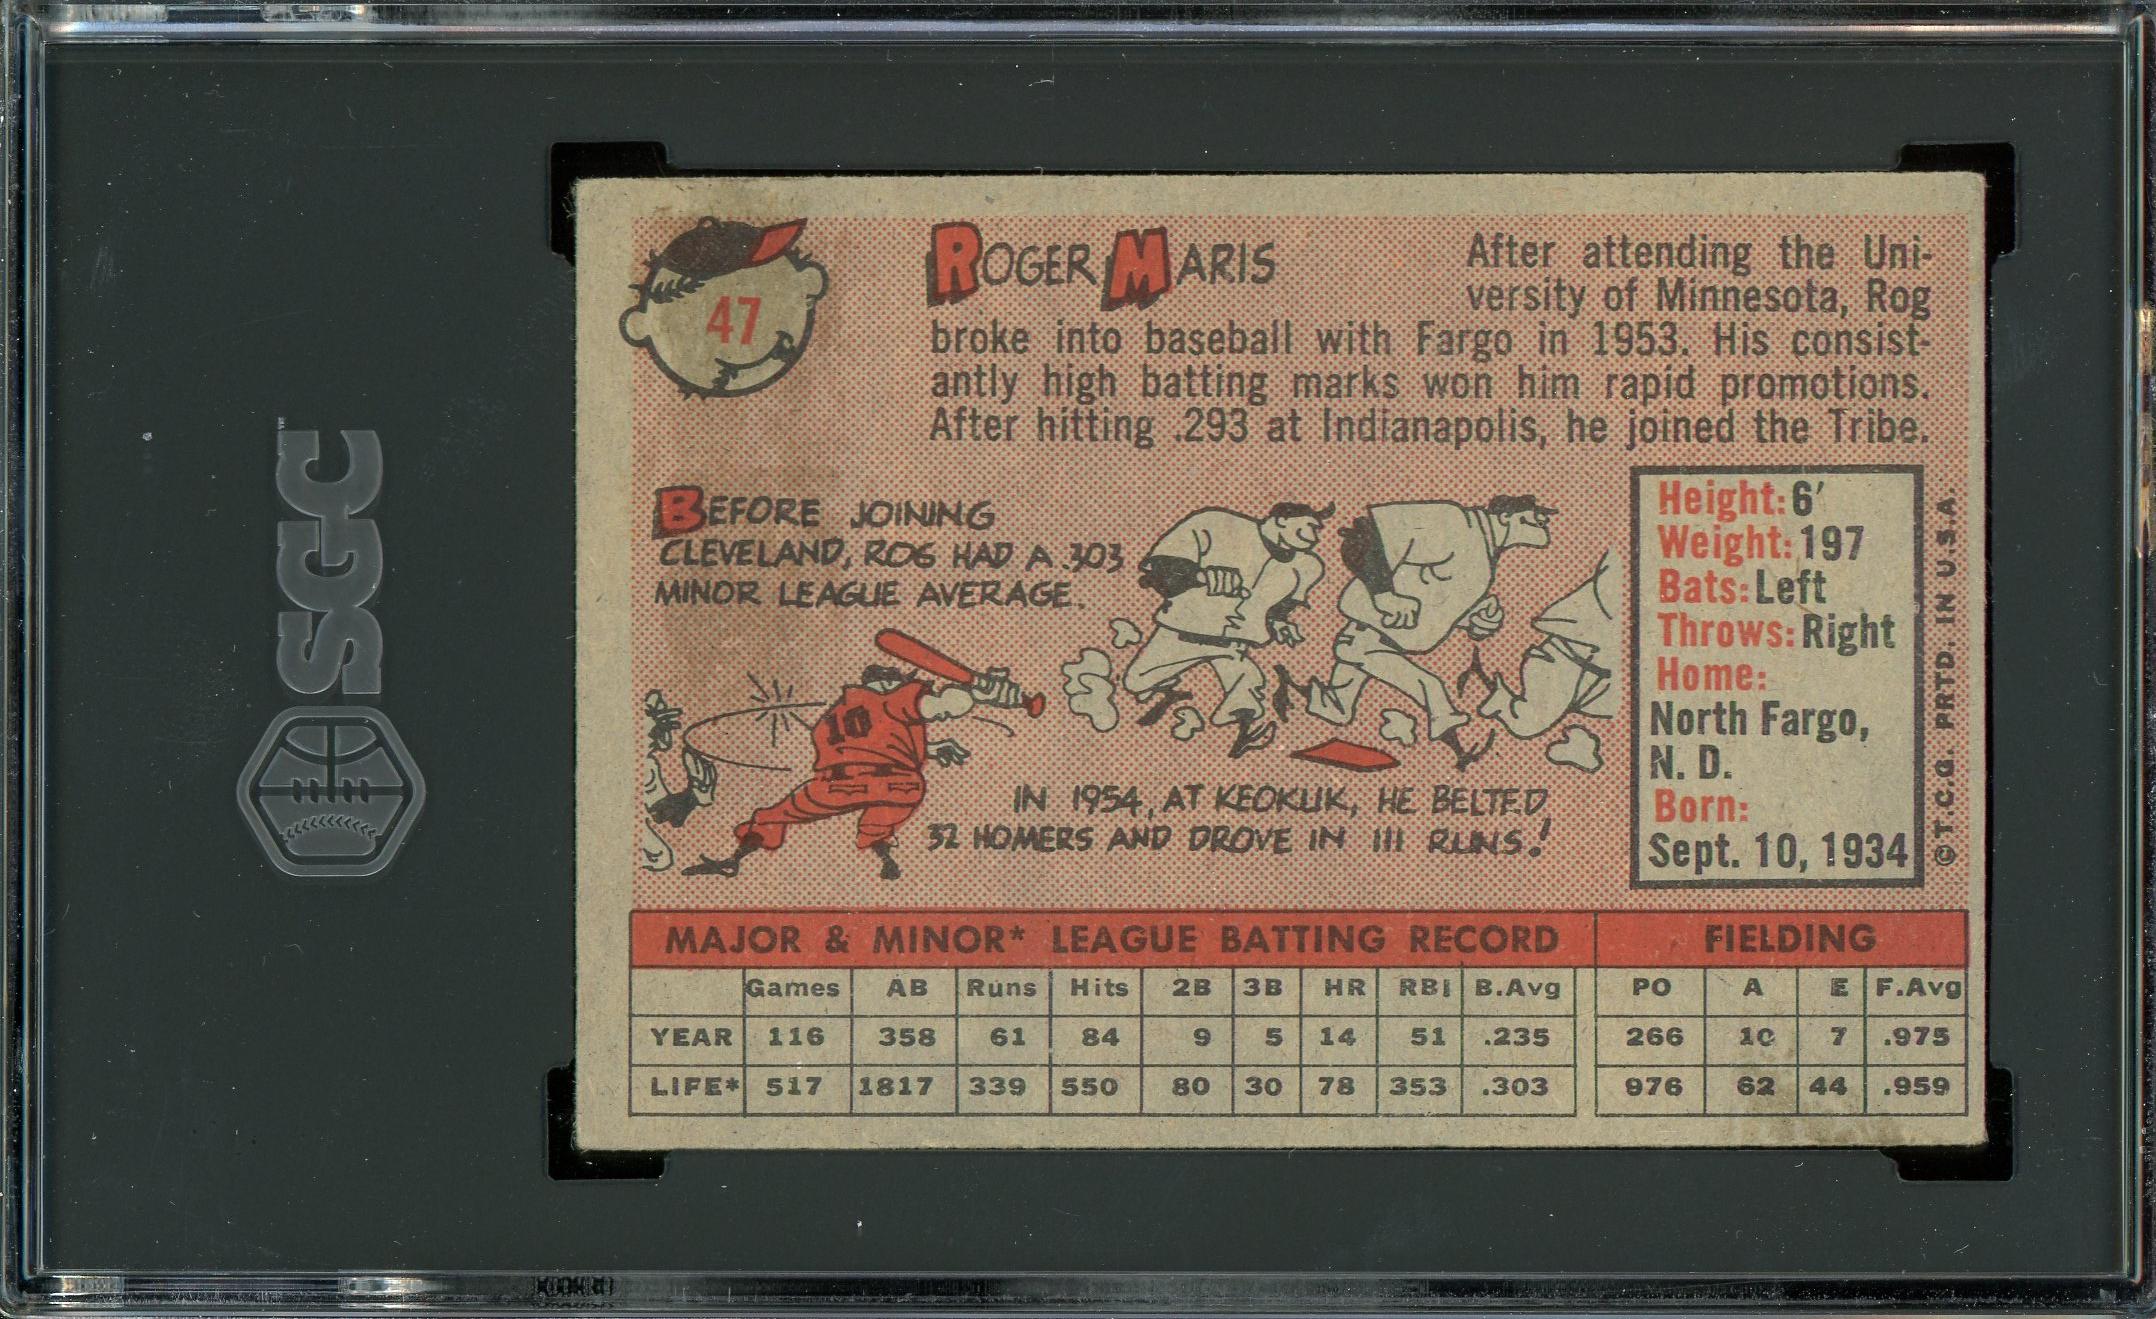 SGC
47
ROGER MARIS
After attending the Uni-
versity of Minnesota, Rog
broke into baseball with Fargo in 1953. His consist-
antly high batting marks won him rapid promotions.
After hitting .293 at Indianapolis, he joined the Tribe.
BEFORE JOINING
CLEVELAND, ROG HAD A .303
MINOR LEAGUE AVERAGE.
10
IN 1954, AT KEOKUK, HE BELTED
32 HOMERS AND DROVE IN 111 RUNS!
Height: 6'
Weight: 197
Bats: Left
Throws: Right
Home:
North Fargo,
N. D.
Born:
Sept. 10, 1934
© T.C.G. PRTD. IN U.S.A.
MAJOR & MINOR* LEAGUE BATTING RECORD FIELDING
Games AB Runs Hits 2B 3B HR RBI B.Avg PO A E F.Avg
YEAR 116 358 61 84 9 5 14 51 .235 266 10 7 .975
LIFE* 517 1817 339 550 80 30 78 353 .303 976 62 44 .959